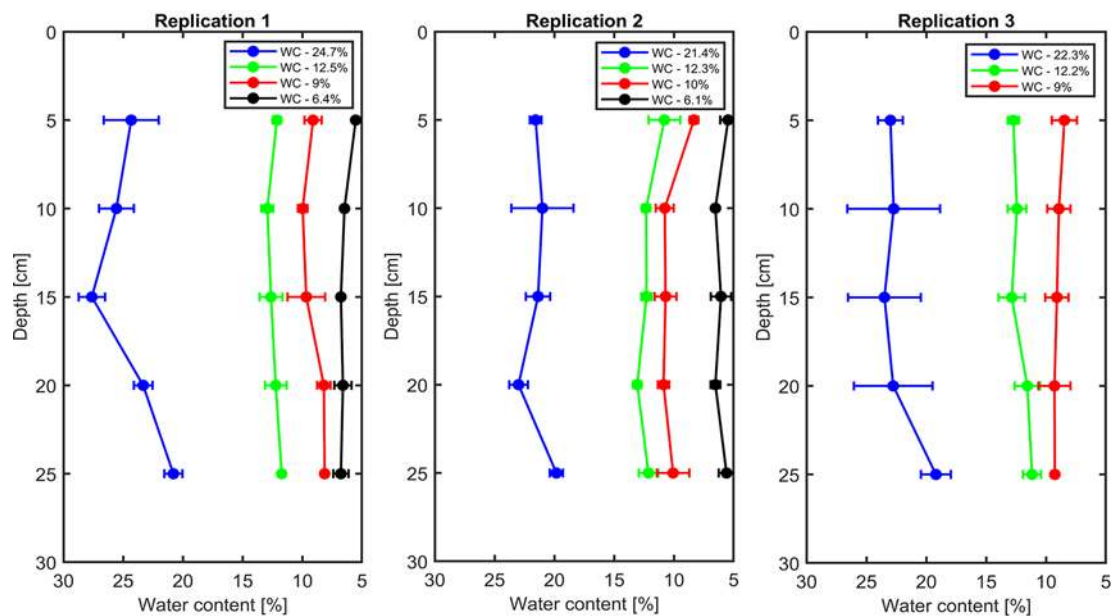 Replication 1
WC - 24.7%
WC - 12.5%
WC - 9%
WC - 6.4%
0
5
10
15
20
25
30
Depth [cm]
30 25 20 15 10 5
Water content [%]
Replication 2
WC - 21.4%
WC - 12.3%
WC - 10%
WC - 6.1%
0
5
10
15
20
25
30
Depth [cm]
30 25 20 15 10 5
Water content [%]
Replication 3
WC - 22.3%
WC - 12.2%
WC - 9%
0
5
10
15
20
25
30
Depth [cm]
30 25 20 15 10 5
Water content [%]